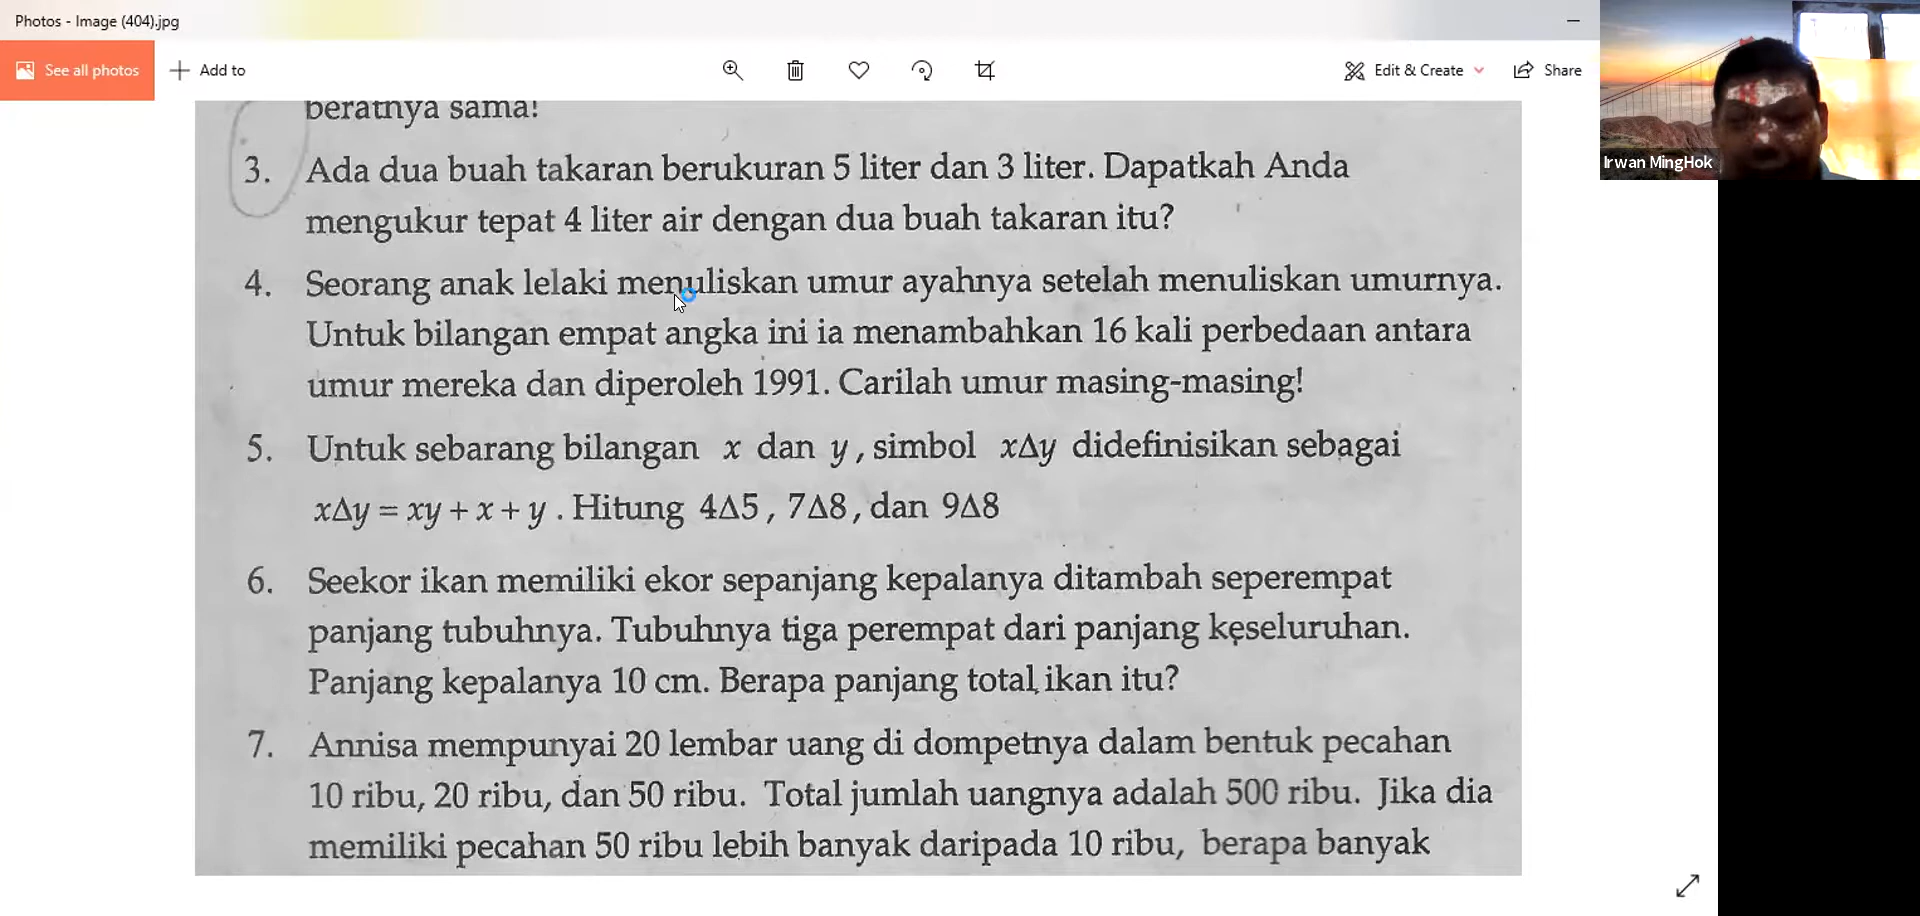 Photos - Image (404).jpg
See all photos
Add to
Edit & Create
Share
Irwan MingHok
beratnya sama!
3. Ada dua buah takaran berukuran 5 liter dan 3 liter. Dapatkah Anda
mengukur tepat 4 liter air dengan dua buah takaran itu?
4. Seorang anak lelaki menuliskan umur ayahnya setelah menuliskan umurnya.
Untuk bilangan empat angka ini ia menambahkan 16 kali perbedaan antara
umur mereka dan diperoleh 1991. Carilah umur masing-masing!
5. Untuk sebarang bilangan x dan y, simbol xΔy didefinisikan sebagai
xΔy = xy + x + y. Hitung 4Δ5, 7Δ8, dan 9Δ8
6. Seekor ikan memiliki ekor sepanjang kepalanya ditambah seperempat
panjang tubuhnya. Tubuhnya tiga perempat dari panjang keseluruhan.
Panjang kepalanya 10 cm. Berapa panjang total ikan itu?
7. Annisa mempunyai 20 lembar uang di dompetnya dalam bentuk pecahan
10 ribu, 20 ribu, dan 50 ribu. Total jumlah uangnya adalah 500 ribu. Jika dia
memiliki pecahan 50 ribu lebih banyak daripada 10 ribu, berapa banyak